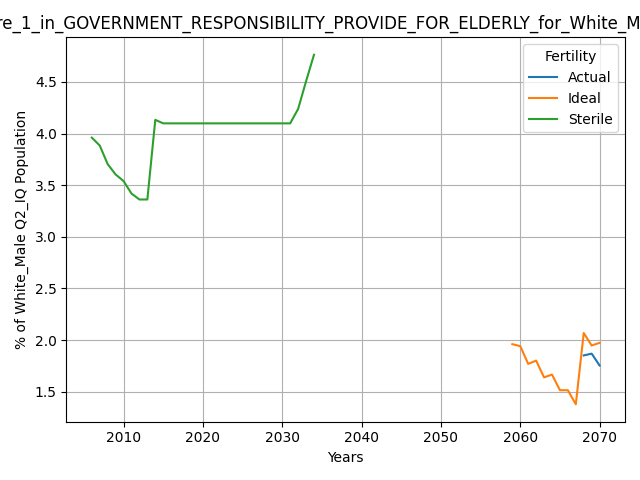 re_1_in_GOVERNMENT_RESPONSIBILITY_PROVIDE_FOR_ELDERLY_for_White_M
Fertility
Actual
Ideal
Sterile
% of White_Male Q2_IQ Population
4.5
4.0
3.5
3.0
2.5
2.0
1.5
2010 2020 2030 2040 2050 2060 2070
Years